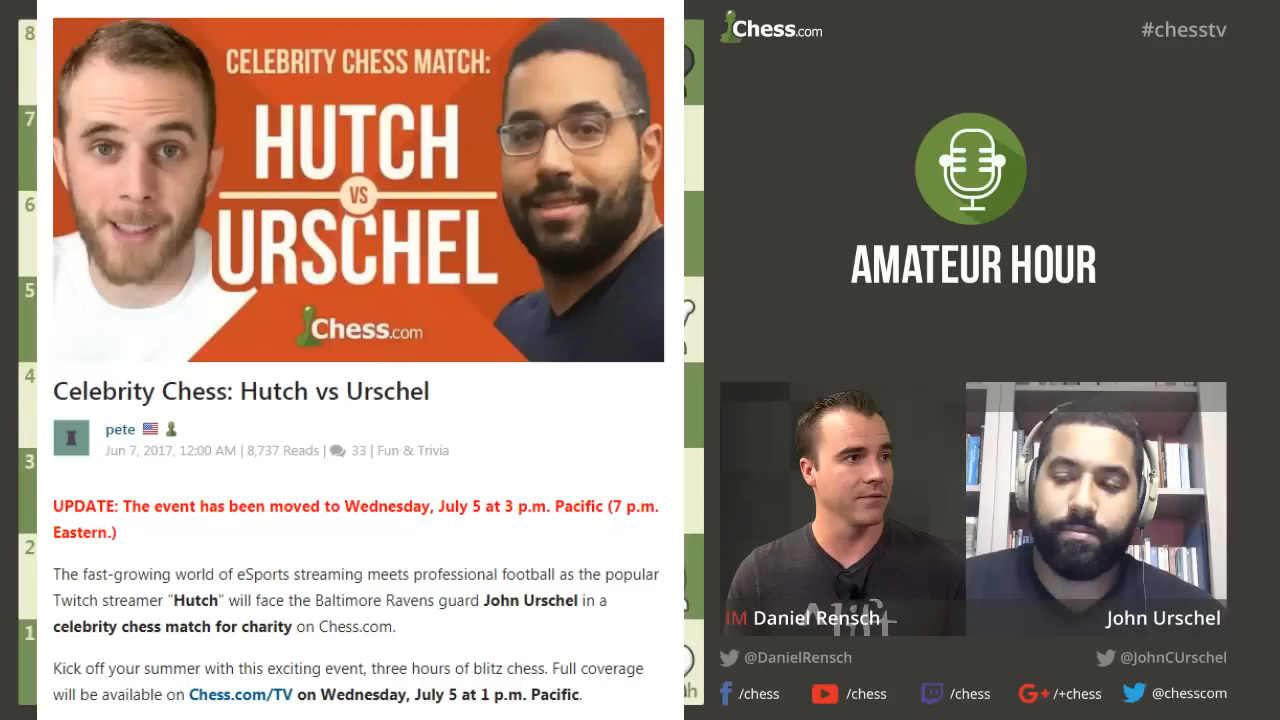 8
7
6
5
4
3
2
1
CELEBRITY CHESS MATCH:
HUTCH
VS
URSCHEL
Chess.com
Celebrity Chess: Hutch vs Urschel
pete
Jun 7, 2017, 12:00 AM | 8,737 Reads | 33 | Fun & Trivia
UPDATE: The event has been moved to Wednesday, July 5 at 3 p.m. Pacific (7 p.m.
Eastern.)
The fast-growing world of eSports streaming meets professional football as the popular
Twitch streamer "Hutch" will face the Baltimore Ravens guard John Urschel in a
celebrity chess match for charity on Chess.com.
Kick off your summer with this exciting event, three hours of blitz chess. Full coverage
will be available on Chess.com/TV on Wednesday, July 5 at 1 p.m. Pacific.
h
Chess.com
#chesstv
AMATEUR HOUR
IM Daniel Rensch
John Urschel
@DanielRensch
@JohnCUrschel
/chess
/chess
/chess
G+ /+chess
@chesscom